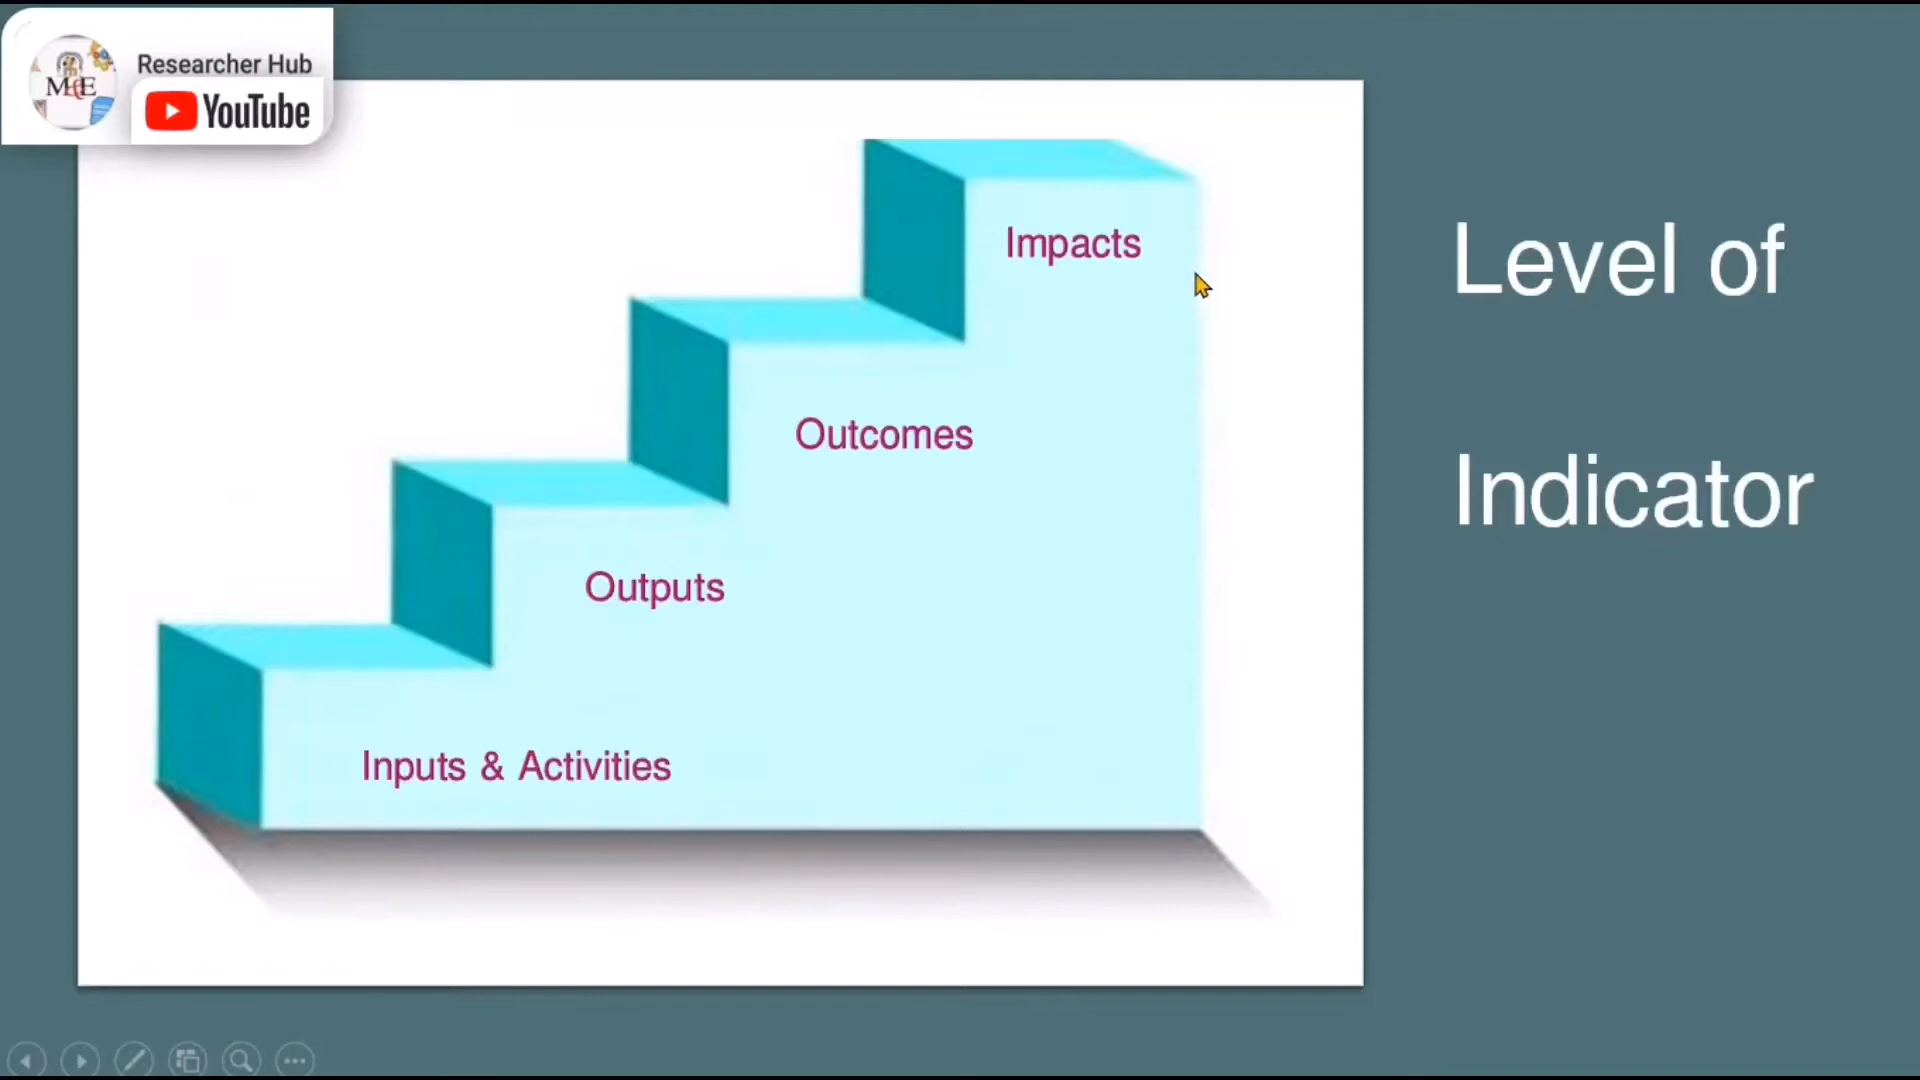 Researcher Hub
M&E
YouTube
Level of
Indicator
Impacts
Outcomes
Outputs
Inputs & Activities